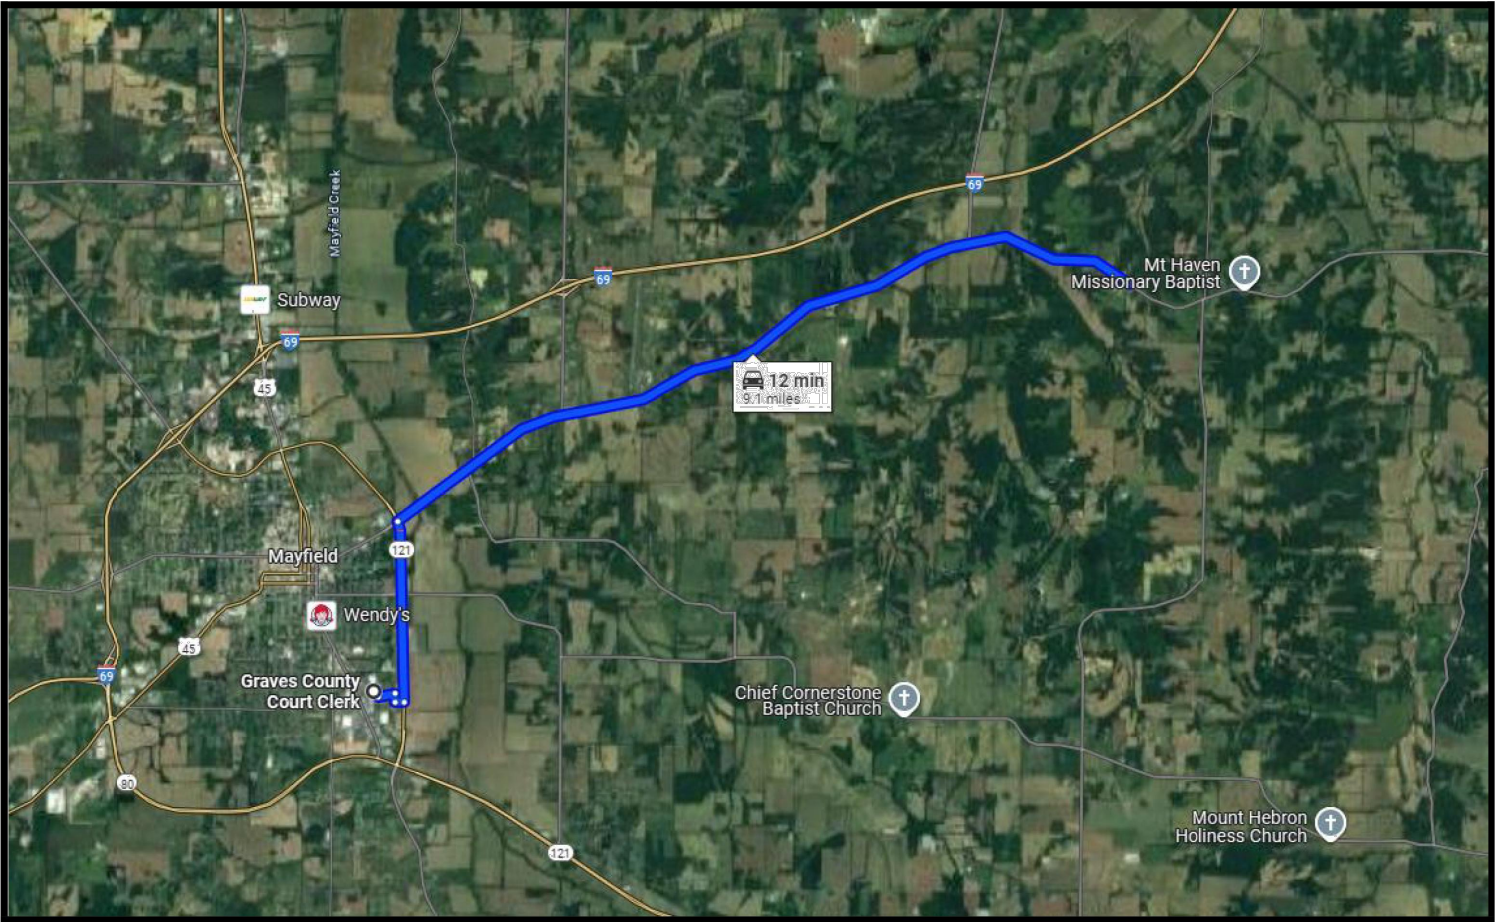 69
Mayfield Creek
Mt Haven
Missionary Baptist
69
SUBWAY
Subway
69
45
12 min
9.1 miles
121
Mayfield
Wendy's
45
69
Graves County
Court Clerk
Chief Cornerstone
Baptist Church
80
Mount Hebron
Holiness Church
121